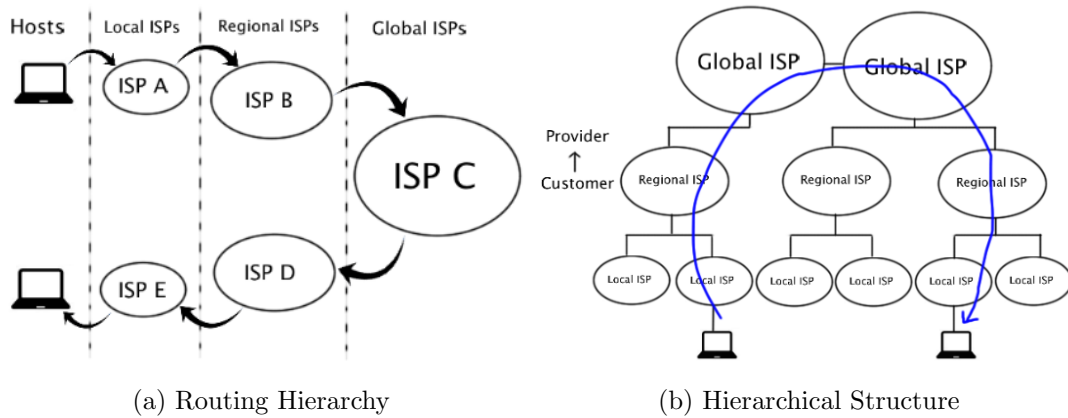 Hosts
Local ISPs
Regional ISPs
Global ISPs
ISP A
ISP B
ISP C
ISP D
ISP E
(a) Routing Hierarchy
Global ISP
Global ISP
Provider
↑
Customer
Regional ISP
Regional ISP
Regional ISP
Local ISP
Local ISP
Local ISP
Local ISP
Local ISP
Local ISP
(b) Hierarchical Structure